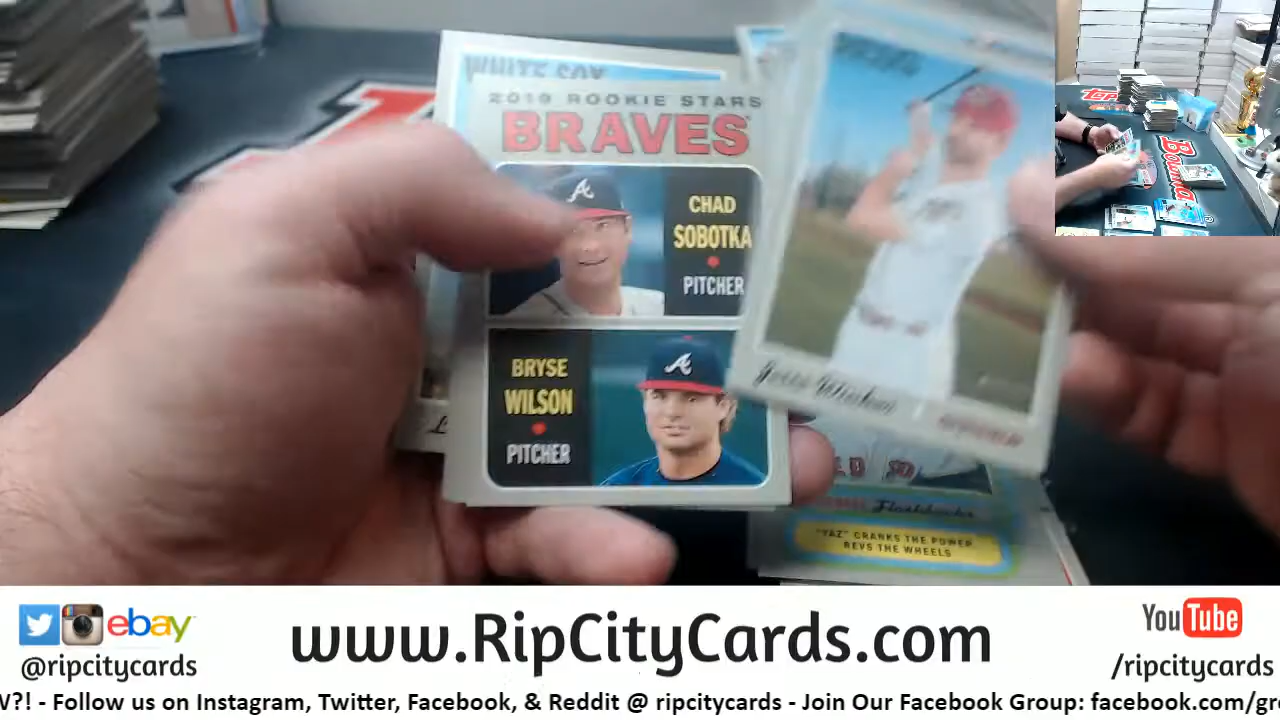 WHITE SOX
2019 ROOKIE STARS
BRAVES
CHAD
SOBOTKA
PITCHER
BRYSE
WILSON
PITCHER
Flashbacks
"YAZ" CRANKS THE POWER
REVS THE WHEELS
BOWMAN
ebay
@ripcitycards
www.RipCityCards.com
YouTube
/ripcitycards
?! - Follow us on Instagram, Twitter, Facebook, & Reddit @ ripcitycards - Join Our Facebook Group: facebook.com/gr